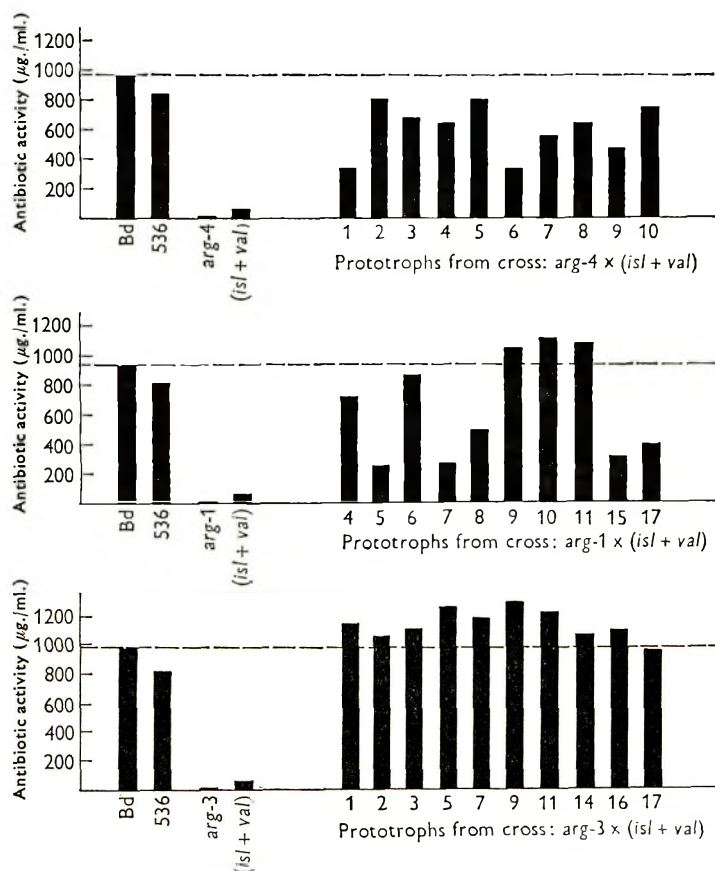 Antibiotic activity (μg./ml.)
1200
1000
800
600
400
200
Bd
536
arg-4
(isl + val)
1 2 3 4 5 6 7 8 9 10
Prototrophs from cross: arg-4 × (isl + val)
Antibiotic activity (μg./ml.)
1200
1000
800
600
400
200
Bd
536
arg-1
(isl + val)
4 5 6 7 8 9 10 11 15 17
Prototrophs from cross: arg-1 × (isl + val)
Antibiotic activity (μg./ml.)
1200
1000
800
600
400
200
Bd
536
arg-3
(isl + val)
1 2 3 5 7 9 11 14 16 17
Prototrophs from cross: arg-3 × (isl + val)